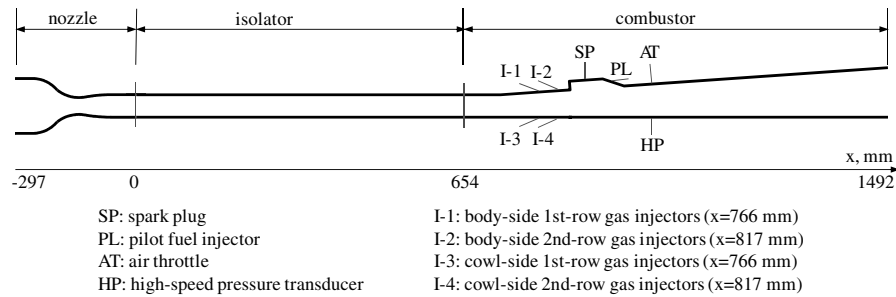 nozzle isolator combustor
SP AT
I-1 I-2 PL
I-3 I-4 HP
x, mm
-297 0 654 1492
SP: spark plug I-1: body-side 1st-row gas injectors (x=766 mm)
PL: pilot fuel injector I-2: body-side 2nd-row gas injectors (x=817 mm)
AT: air throttle I-3: cowl-side 1st-row gas injectors (x=766 mm)
HP: high-speed pressure transducer I-4: cowl-side 2nd-row gas injectors (x=817 mm)